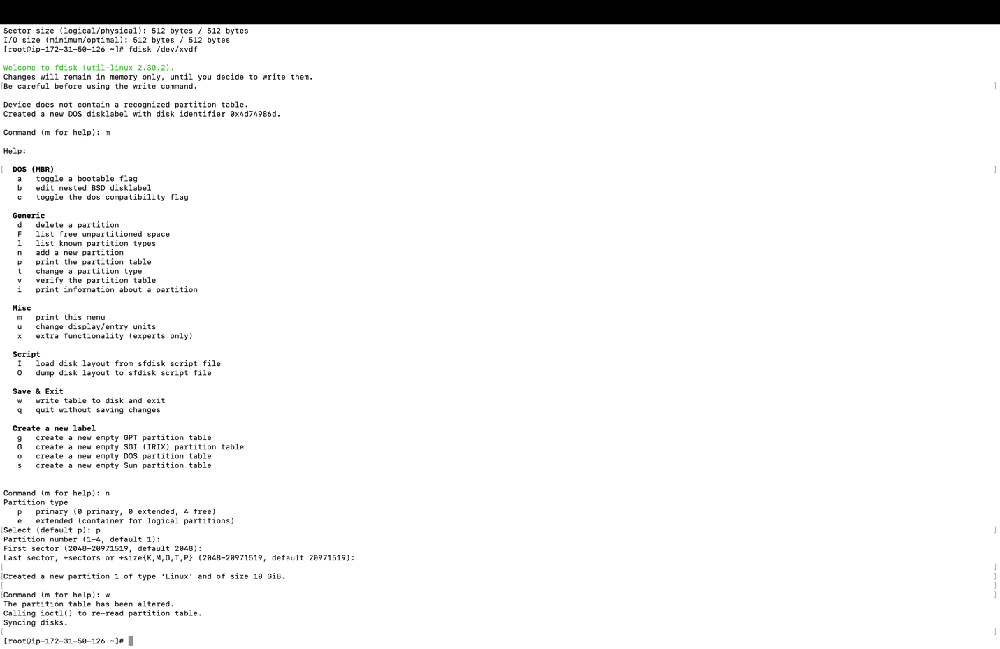 Sector size (logical/physical): 512 bytes / 512 bytes
I/O size (minimum/optimal): 512 bytes / 512 bytes
[root@ip-172-31-50-126 ~]# fdisk /dev/xvdf
Welcome to fdisk (util-linux 2.30.2).
Changes will remain in memory only, until you decide to write them.
[Be careful before using the write command. ]
Device does not contain a recognized partition table.
Created a new DOS disklabel with disk identifier 0x4d74986d.
Command (m for help): m
Help:
[ DOS (MBR) ]
a toggle a bootable flag
b edit nested BSD disklabel
c toggle the dos compatibility flag
Generic
d delete a partition
F list free unpartitioned space
l list known partition types
n add a new partition
p print the partition table
t change a partition type
v verify the partition table
i print information about a partition
Misc
m print this menu
u change display/entry units
x extra functionality (experts only)
Script
I load disk layout from sfdisk script file
O dump disk layout to sfdisk script file
Save & Exit
w write table to disk and exit
q quit without saving changes
Create a new label
g create a new empty GPT partition table
G create a new empty SGI (IRIX) partition table
o create a new empty DOS partition table
s create a new empty Sun partition table
Command (m for help): n
Partition type
p primary (0 primary, 0 extended, 4 free)
e extended (container for logical partitions)
[Select (default p): p ]
Partition number (1-4, default 1):
First sector (2048-20971519, default 2048):
Last sector, +sectors or +size{K,M,G,T,P} (2048-20971519, default 20971519):
[ ]
[Created a new partition 1 of type 'Linux' and of size 10 GiB. ]
[ ]
[Command (m for help): w ]
The partition table has been altered.
Calling ioctl() to re-read partition table.
Syncing disks.
[ ]
[root@ip-172-31-50-126 ~]#